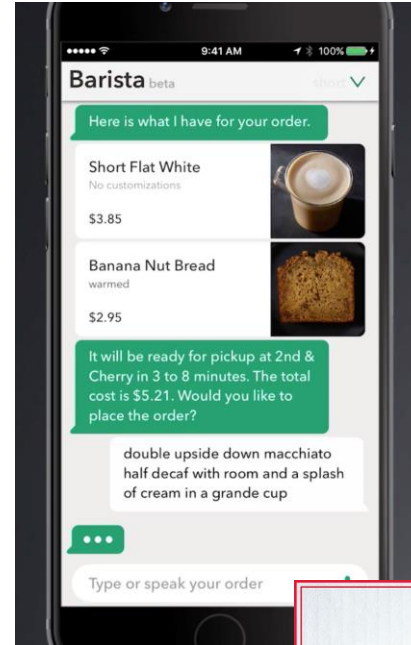 9:41 AM
100%
Barista beta
short
Here is what I have for your order.
Short Flat White
No customizations
$3.85
Banana Nut Bread
warmed
$2.95
It will be ready for pickup at 2nd &
Cherry in 3 to 8 minutes. The total
cost is $5.21. Would you like to
place the order?
double upside down macchiato
half decaf with room and a splash
of cream in a grande cup
Type or speak your order